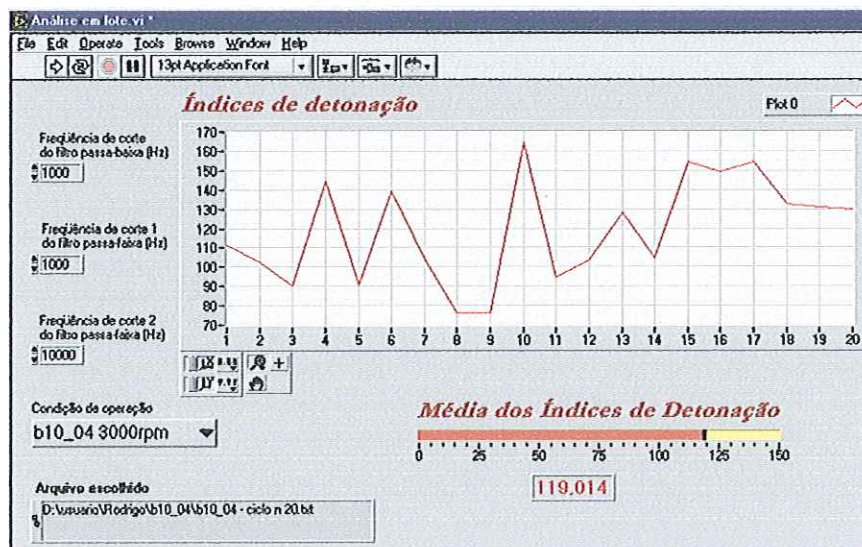 Análise em lote.vi *
File Edit Operate Tools Browse Window Help
13pt Application Font
Índices de detonação
Plot 0
Freqüência de corte
do filtro passa-baixa (Hz)
1000
Freqüência de corte 1
do filtro passa-faixa (Hz)
1000
Freqüência de corte 2
do filtro passa-faixa (Hz)
10000
170
160
150
140
130
120
110
100
90
80
70
1 2 3 4 5 6 7 8 9 10 11 12 13 14 15 16 17 18 19 20
Condição de operação
b10_04 3000rpm
Média dos Índices de Detonação
0 25 50 75 100 125 150
119,014
Arquivo escolhido
D:\usuario\Rodrigo\b10_04\b10_04 - ciclo n 20.txt